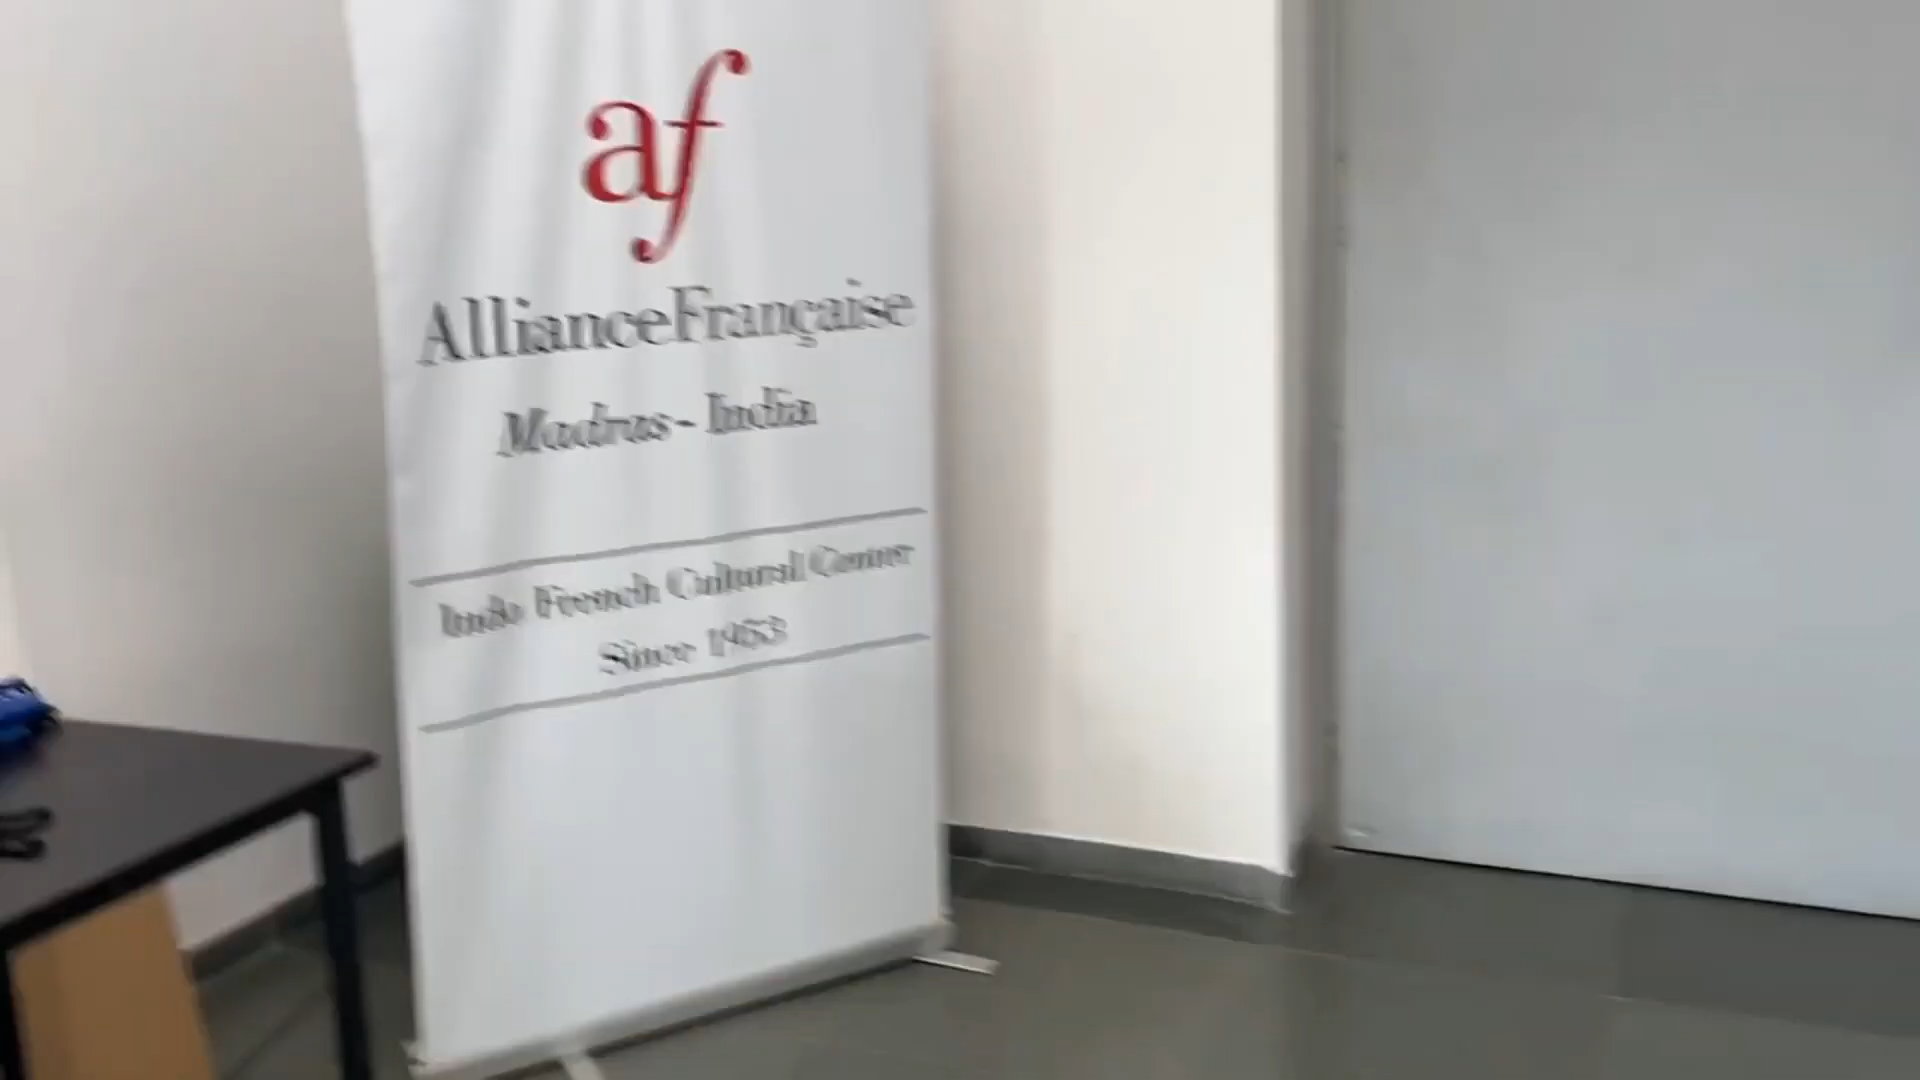 af
AllianceFrançaise
Madras - India
Indo French Cultural Center
Since 1953